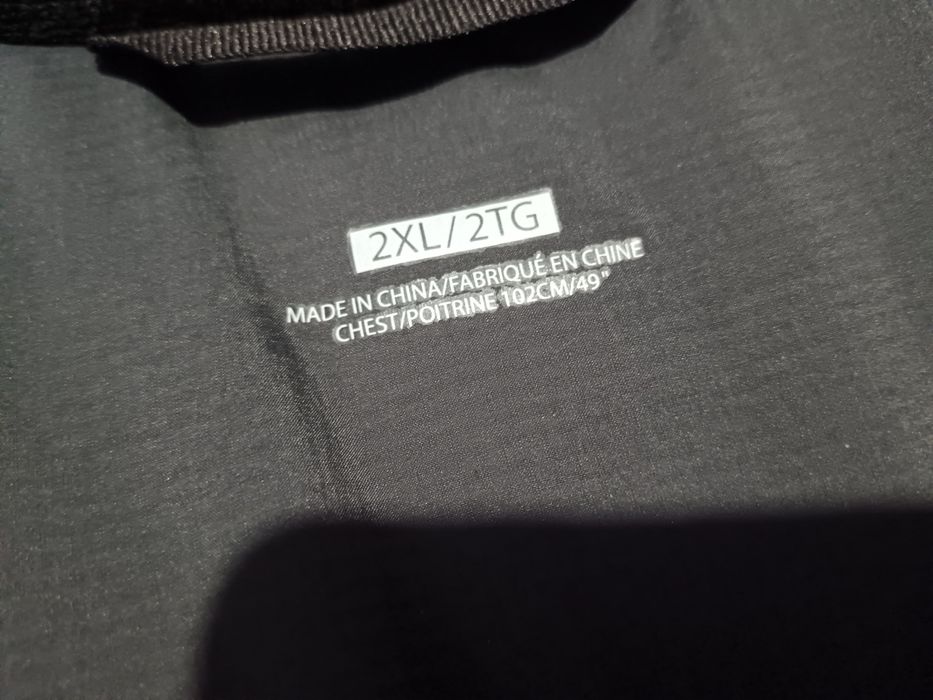 2XL/2TG
MADE IN CHINA/FABRIQUÉ EN CHINE
CHEST/POITRINE 102CM/49"